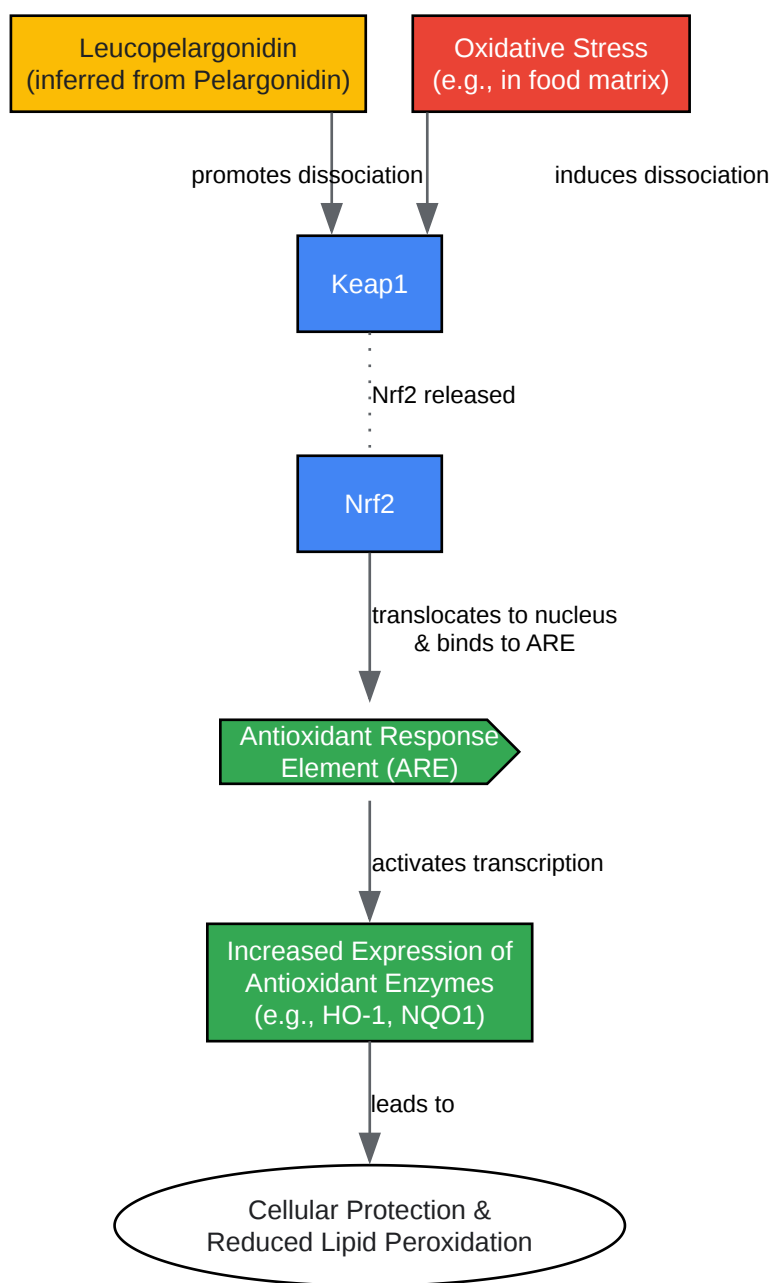 Leucopelargonidin
(inferred from Pelargonidin)
Oxidative Stress
(e.g., in food matrix)
promotes dissociation
induces dissociation
Keap1
Nrf2 released
Nrf2
translocates to nucleus
& binds to ARE
Antioxidant Response
Element (ARE)
activates transcription
Increased Expression of
Antioxidant Enzymes
(e.g., HO-1, NQO1)
leads to
Cellular Protection &
Reduced Lipid Peroxidation